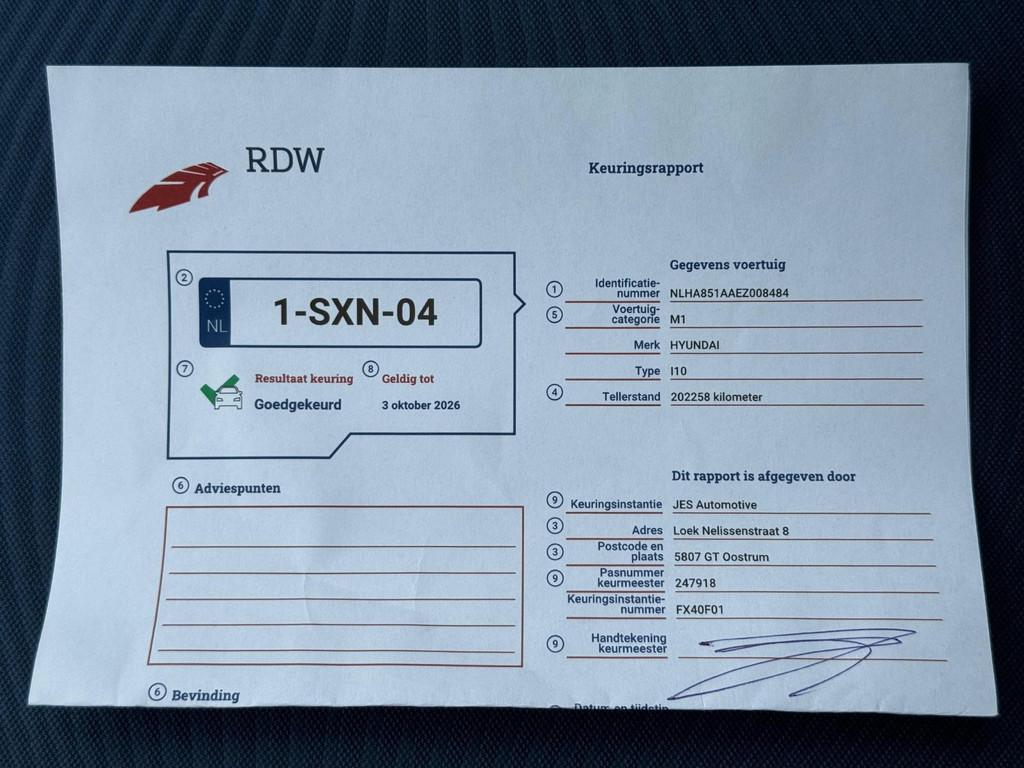 RDW
Keuringsrapport
2
NL
1-SXN-04
7
Resultaat keuring
Goedgekeurd
8
Geldig tot
3 oktober 2026
Gegevens voertuig
1 Identificatie-
nummer NLHA851AAEZ008484
5 Voertuig-
categorie M1
Merk HYUNDAI
Type I10
4 Tellerstand 202258 kilometer
6 Adviespunten
Dit rapport is afgegeven door
9 Keuringsinstantie JES Automotive
3 Adres Loek Nelissenstraat 8
3 Postcode en
plaats 5807 GT Oostrum
9 Pasnummer
keurmeester 247918
Keuringsinstantie-
nummer FX40F01
9 Handtekening
keurmeester
6 Bevinding
Datum en tijdstip